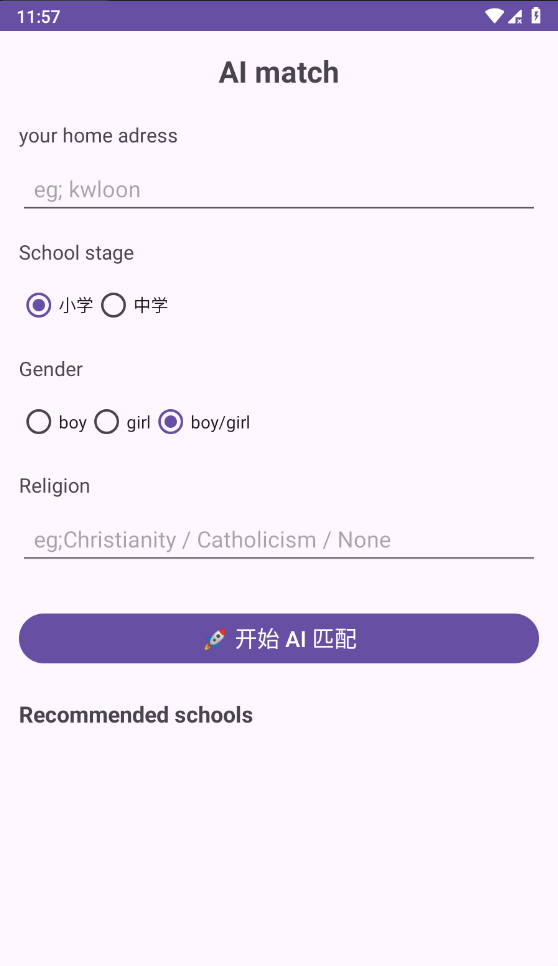 11:57
AI match
your home adress
eg; kwloon
School stage
小学 中学
Gender
boy girl boy/girl
Religion
eg;Christianity / Catholicism / None
🚀 开始 AI 匹配
Recommended schools